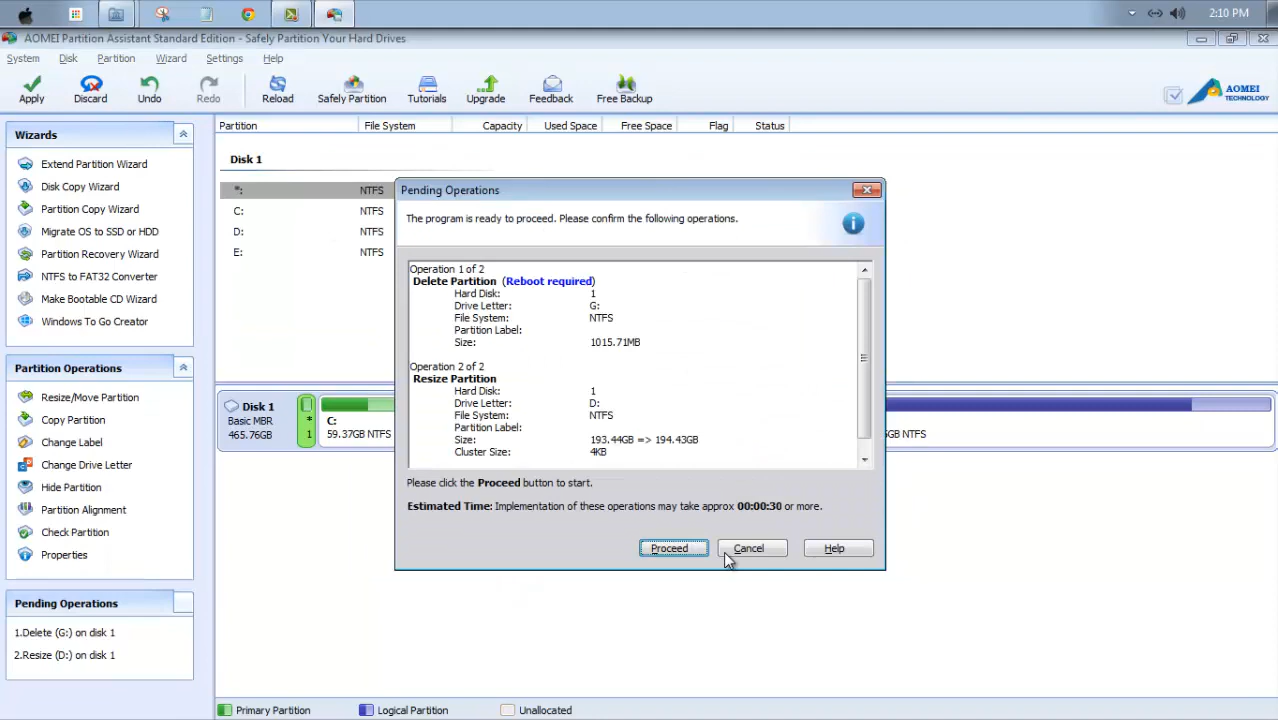 2:10 PM
AOMEI Partition Assistant Standard Edition - Safely Partition Your Hard Drives
System Disk Partition Wizard Settings Help
Apply Discard Undo Redo Reload Safely Partition Tutorials Upgrade Feedback Free Backup
AOMEI
TECHNOLOGY
Wizards
Extend Partition Wizard
Disk Copy Wizard
Partition Copy Wizard
Migrate OS to SSD or HDD
Partition Recovery Wizard
NTFS to FAT32 Converter
Make Bootable CD Wizard
Windows To Go Creator
Partition Operations
Resize/Move Partition
Copy Partition
Change Label
Change Drive Letter
Hide Partition
Partition Alignment
Check Partition
Properties
Pending Operations
1.Delete (G:) on disk 1
2.Resize (D:) on disk 1
Partition File System Capacity Used Space Free Space Flag Status
Disk 1
*: NTFS
C: NTFS
D: NTFS
E: NTFS
Pending Operations
The program is ready to proceed. Please confirm the following operations.
Operation 1 of 2
Delete Partition (Reboot required)
Hard Disk: 1
Drive Letter: G:
File System: NTFS
Partition Label:
Size: 1015.71MB
Operation 2 of 2
Resize Partition
Hard Disk: 1
Drive Letter: D:
File System: NTFS
Partition Label:
Size: 193.44GB => 194.43GB
Cluster Size: 4KB
Please click the Proceed button to start.
Estimated Time: Implementation of these operations may take approx 00:00:30 or more.
Proceed Cancel Help
Disk 1
Basic MBR
465.76GB
*
1
C:
59.37GB NTFS
GB NTFS
Primary Partition Logical Partition Unallocated